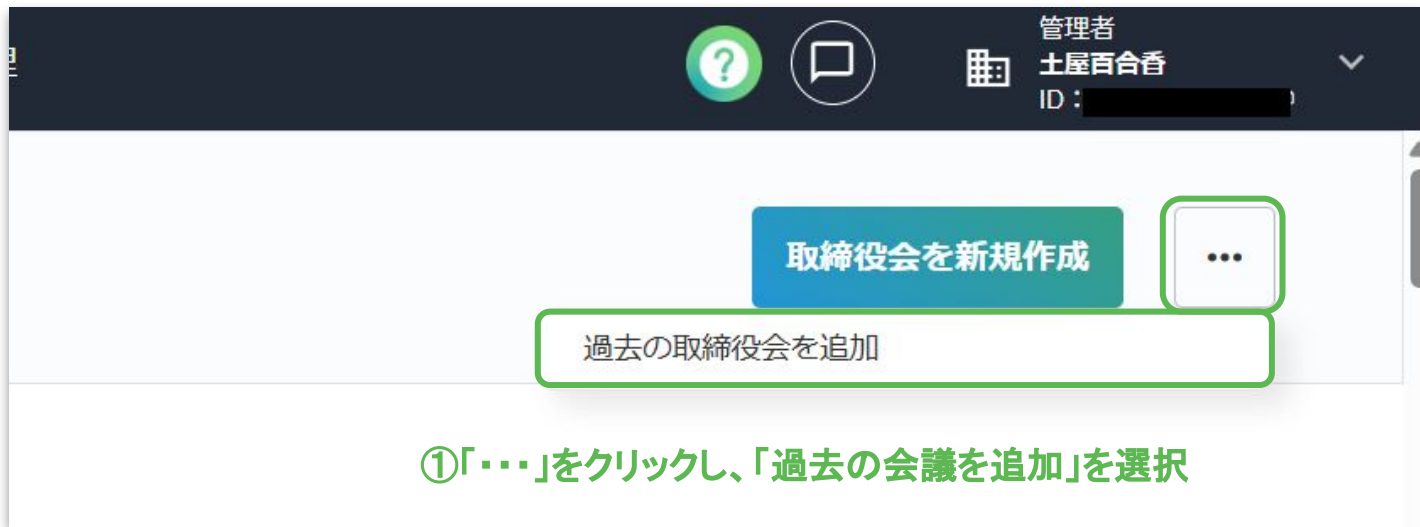 管理者
土屋百合香
ID：
取締役会を新規作成
…
過去の取締役会を追加
①「・・・」をクリックし、「過去の会議を追加」を選択